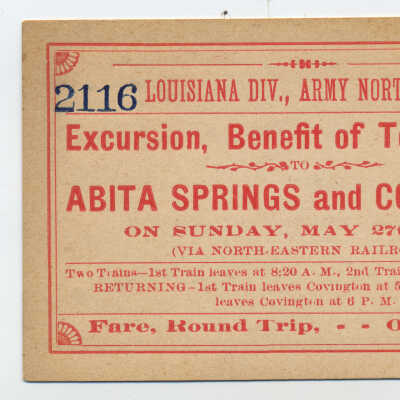 2116 LOUISIANA DIV., ARMY NORT
Excursion, Benefit of T
TO
ABITA SPRINGS and CO
ON SUNDAY, MAY 27
(VIA NORTH-EASTERN RAILRO
Two Trains—1st Train leaves at 8:20 A. M., 2nd Trai
RETURNING—1st Train leaves Covington at 5
leaves Covington at 6 P. M.
Fare, Round Trip, - - O